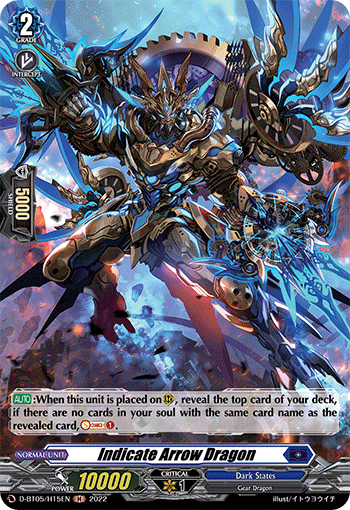 2
GRADE
INTERCEPT
5000
SHIELD
AUTO:When this unit is placed on , reveal the top card of your deck,
if there are no cards in your soul with the same card name as the
revealed card, 1.
NORMAL UNIT
Indicate Arrow Dragon
POWER 10000
CRITICAL
1
Dark States
Gear Dragon
D-BT05/H15EN H 2022
illust/イトウヨウイチ